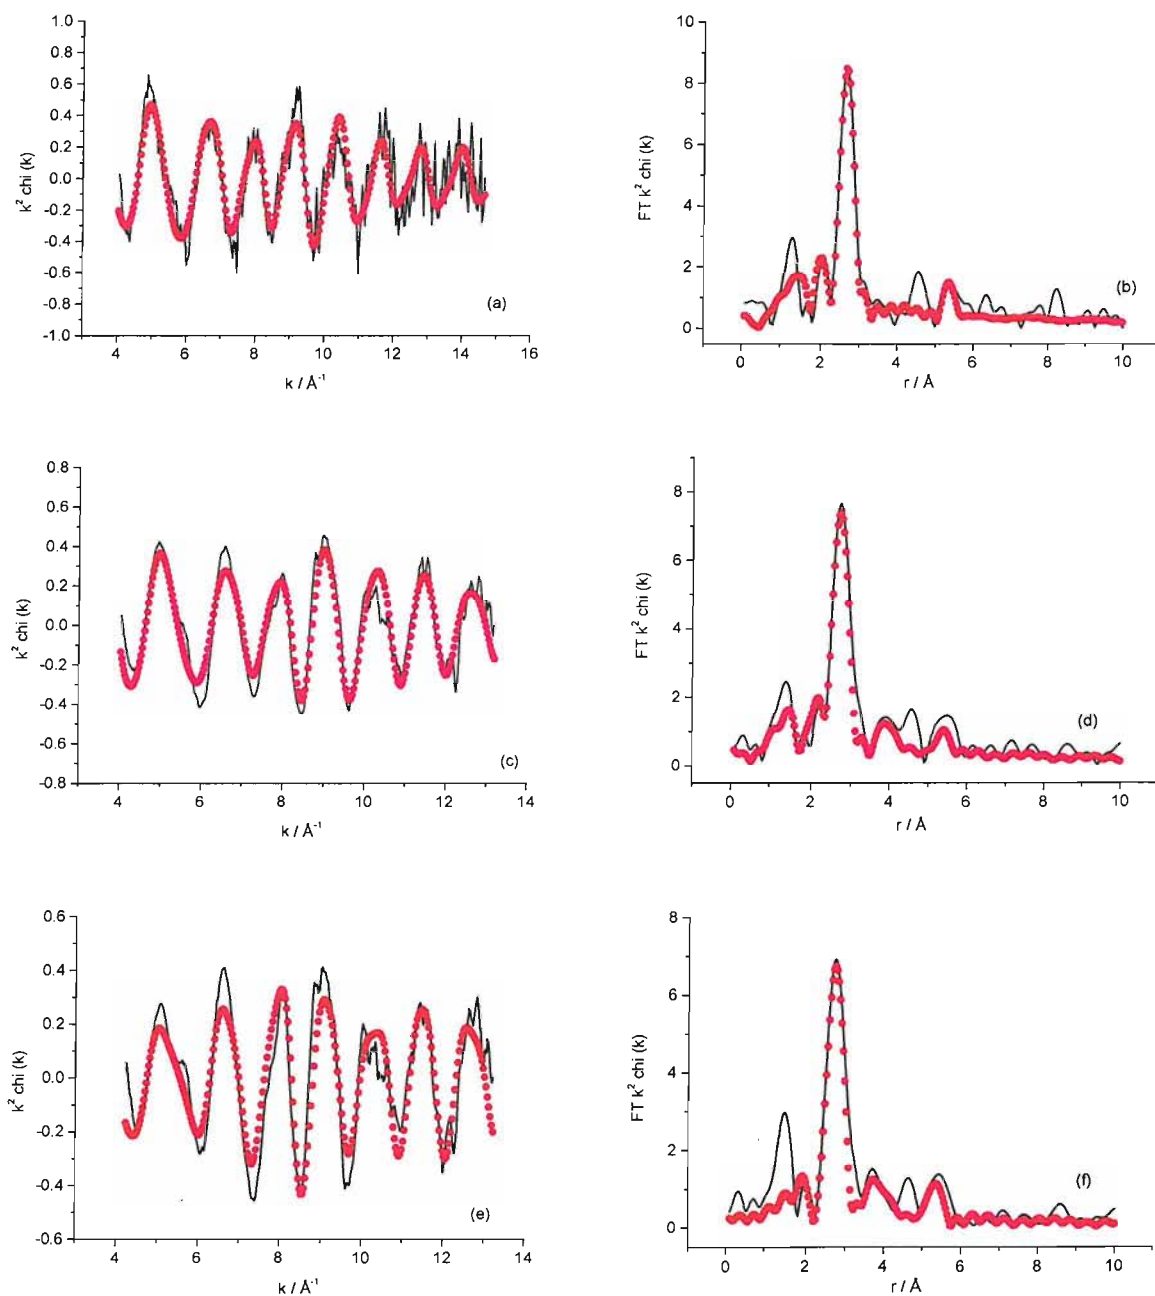 1.0
0.8
0.6
0.4
0.2
0.0
-0.2
-0.4
-0.6
-0.8
-1.0
k² chi (k)
4 6 8 10 12 14 16
k / Å⁻¹
(a)
10
8
6
4
2
0
FT k² chi (k)
0 2 4 6 8 10
r / Å
(b)
0.8
0.6
0.4
0.2
0.0
-0.2
-0.4
-0.6
-0.8
k² chi (k)
4 6 8 10 12 14
k / Å⁻¹
(c)
8
6
4
2
0
FT k² chi (k)
0 2 4 6 8 10
r / Å
(d)
0.6
0.4
0.2
0.0
-0.2
-0.4
-0.6
k² chi (k)
4 6 8 10 12 14
k / Å⁻¹
(e)
8
6
4
2
0
FT k² chi (k)
0 2 4 6 8 10
r / Å
(f)